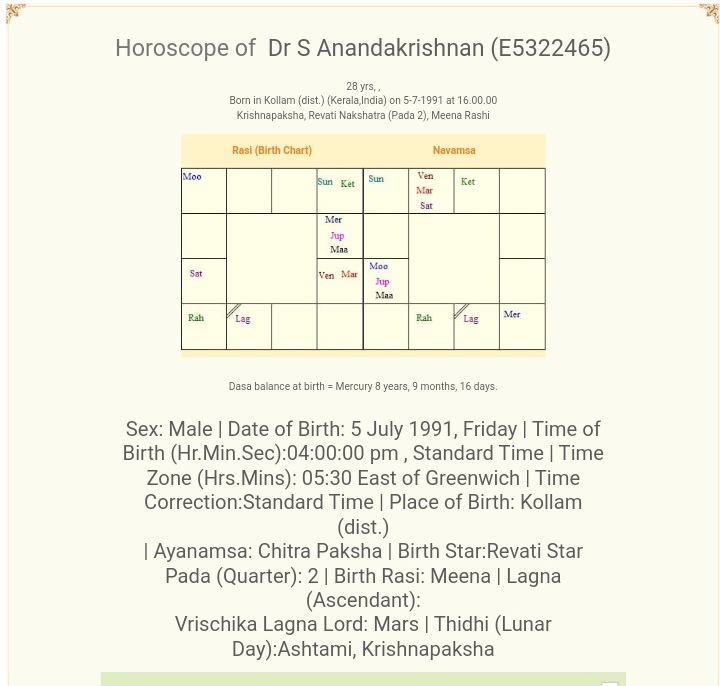 Horoscope of Dr S Anandakrishnan (E5322465)
28 yrs, ,
Born in Kollam (dist.) (Kerala,India) on 5-7-1991 at 16.00.00
Krishnapaksha, Revati Nakshatra (Pada 2), Meena Rashi
Rasi (Birth Chart) Navamsa
Moo Sun Ket Sun Ven Mar Sat Ket
Mer Jup Maa
Sat Ven Mar Moo Jup Maa
Rah Lag Rah Lag Mer
Dasa balance at birth = Mercury 8 years, 9 months, 16 days.
Sex: Male | Date of Birth: 5 July 1991, Friday | Time of
Birth (Hr.Min.Sec):04:00:00 pm , Standard Time | Time
Zone (Hrs.Mins): 05:30 East of Greenwich | Time
Correction:Standard Time | Place of Birth: Kollam
(dist.)
| Ayanamsa: Chitra Paksha | Birth Star:Revati Star
Pada (Quarter): 2 | Birth Rasi: Meena | Lagna
(Ascendant):
Vrischika Lagna Lord: Mars | Thidhi (Lunar
Day):Ashtami, Krishnapaksha